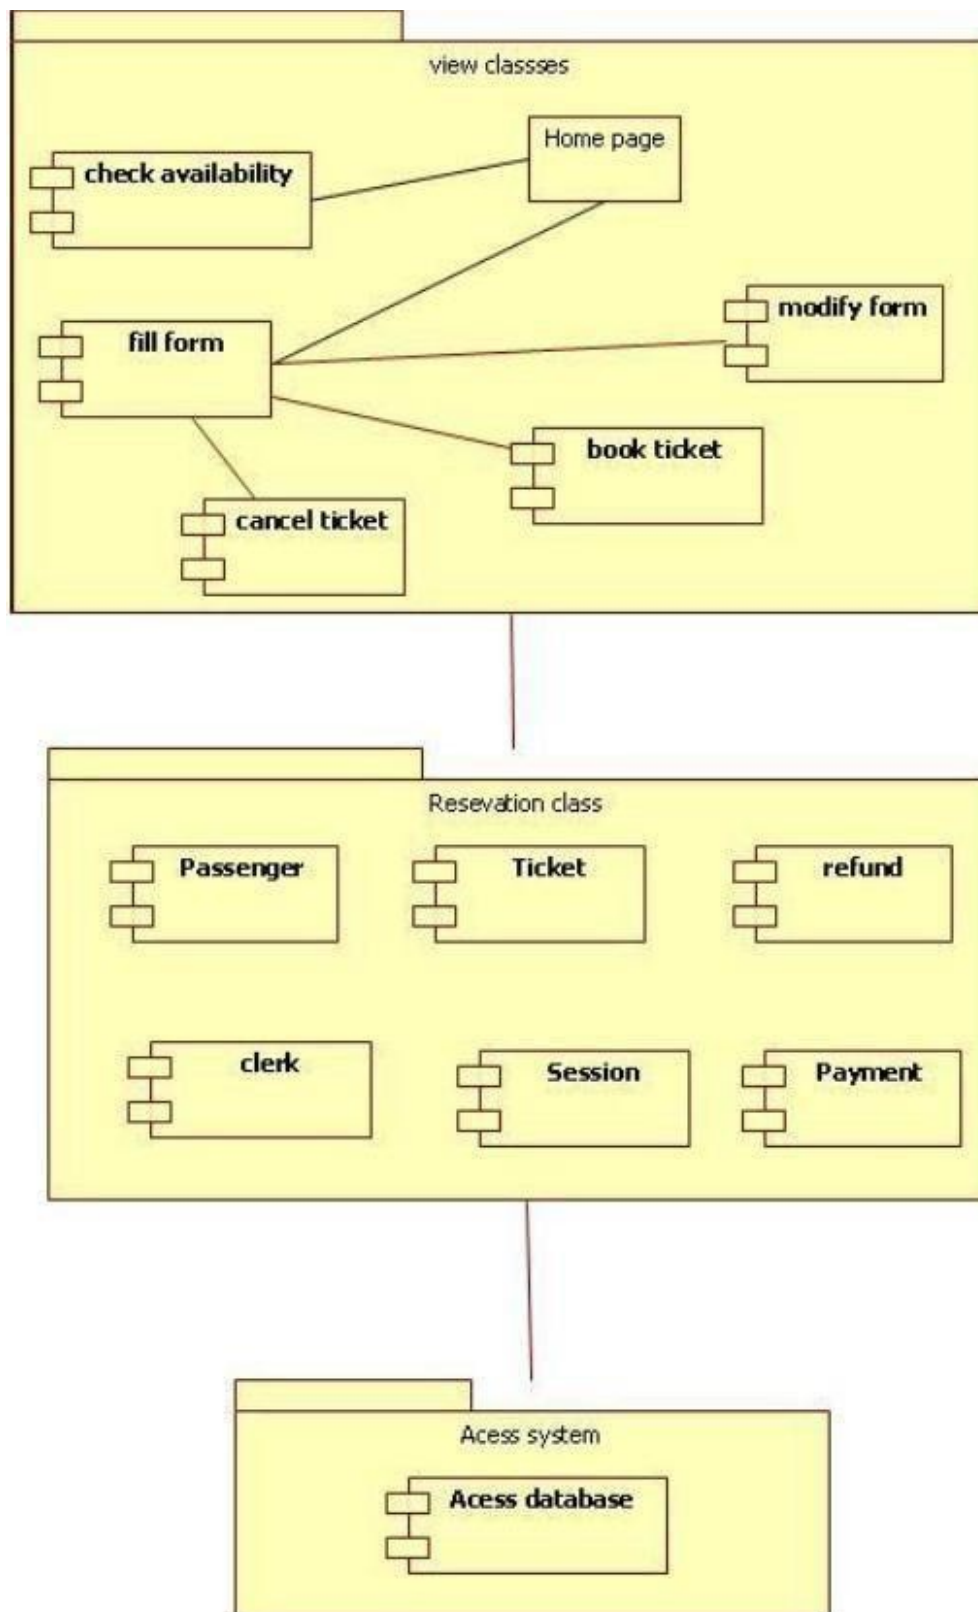 view classses
Home page
check availability
modify form
fill form
book ticket
cancel ticket
Resevation class
Passenger
Ticket
refund
clerk
Session
Payment
Acess system
Acess database